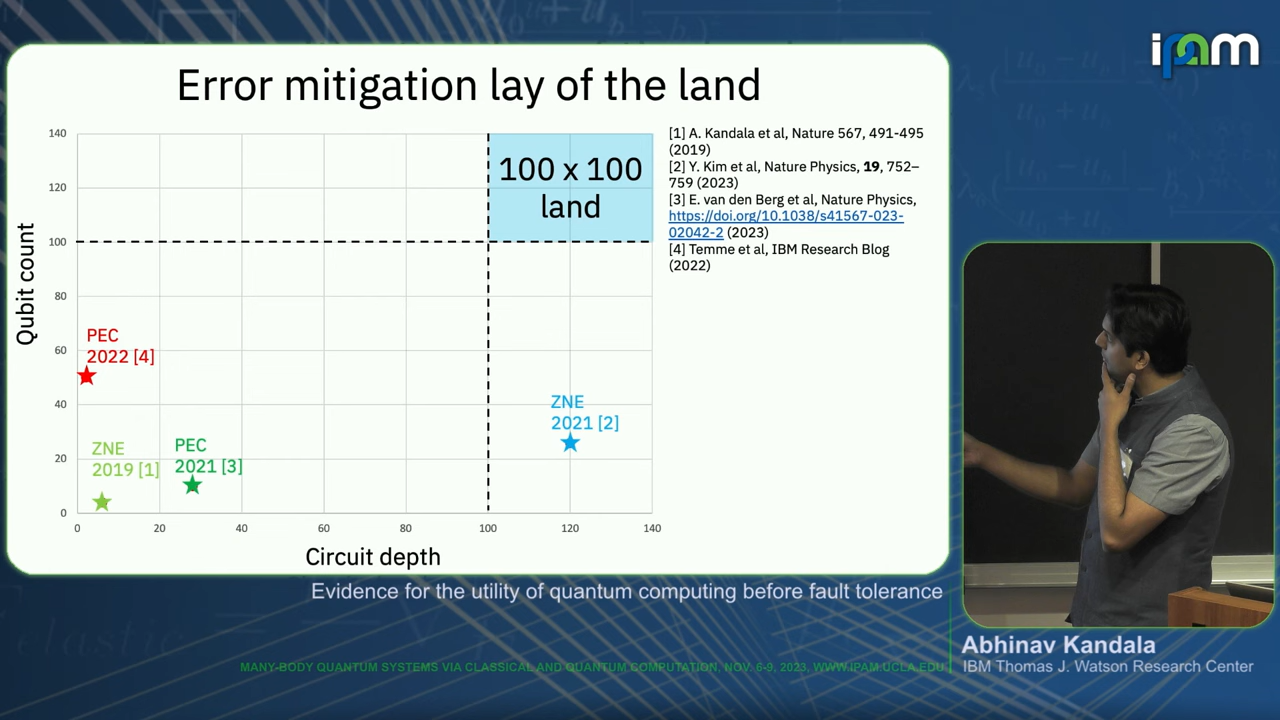 ipam
Error mitigation lay of the land
140
120
100
80
60
40
20
0
Qubit count
0 20 40 60 80 100 120 140
Circuit depth
100 x 100
land
PEC
2022 [4]
ZNE
2019 [1]
PEC
2021 [3]
ZNE
2021 [2]
[1] A. Kandala et al, Nature 567, 491-495
(2019)
[2] Y. Kim et al, Nature Physics, 19, 752–
759 (2023)
[3] E. van den Berg et al, Nature Physics,
https://doi.org/10.1038/s41567-023-
02042-2 (2023)
[4] Temme et al, IBM Research Blog
(2022)
Evidence for the utility of quantum computing before fault tolerance
Abhinav Kandala
IBM Thomas J. Watson Research Center
MANY-BODY QUANTUM SYSTEMS VIA CLASSICAL AND QUANTUM COMPUTATION, NOV. 6-9, 2023, WWW.IPAM.UCLA.EDU
elastic